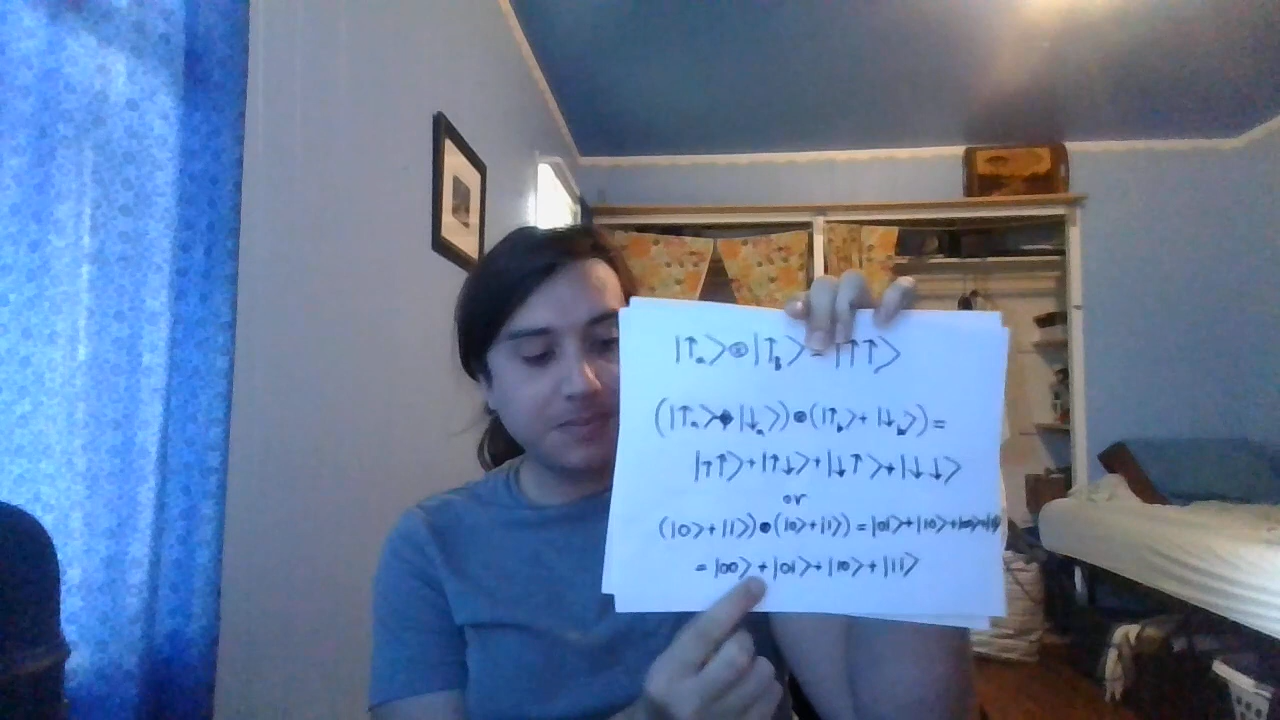 |↑a>⊗|↑b>=|↑↑>
(|↑a>+|↓a>)⊗(|↑b>+|↓b>)=
|↑↑>+|↑↓>+|↓↑>+|↓↓>
or
(|0>+|1>)⊗(|0>+|1>)=|01>+|10>+
=|00>+|01>+|10>+|11>